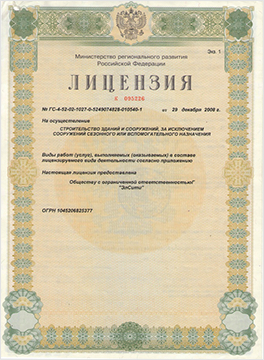 Экз. 1
Министерство регионального развития
Российской Федерации
ЛИЦЕНЗИЯ
№ ГС-4-52-02-1027-0-5249074828-010540-1 от 29 декабря 2008 г.
На осуществление
СТРОИТЕЛЬСТВО ЗДАНИЙ И СООРУЖЕНИЙ, ЗА ИСКЛЮЧЕНИЕМ
СООРУЖЕНИЙ СЕЗОННОГО ИЛИ ВСПОМОГАТЕЛЬНОГО НАЗНАЧЕНИЯ
Виды работ (услуг), выполняемых (оказываемых) в составе
лицензируемого вида деятельности согласно приложению
Настоящая лицензия предоставлена
Обществу с ограниченной ответственностью
"ЭлСити"
ОГРН 1045206820377